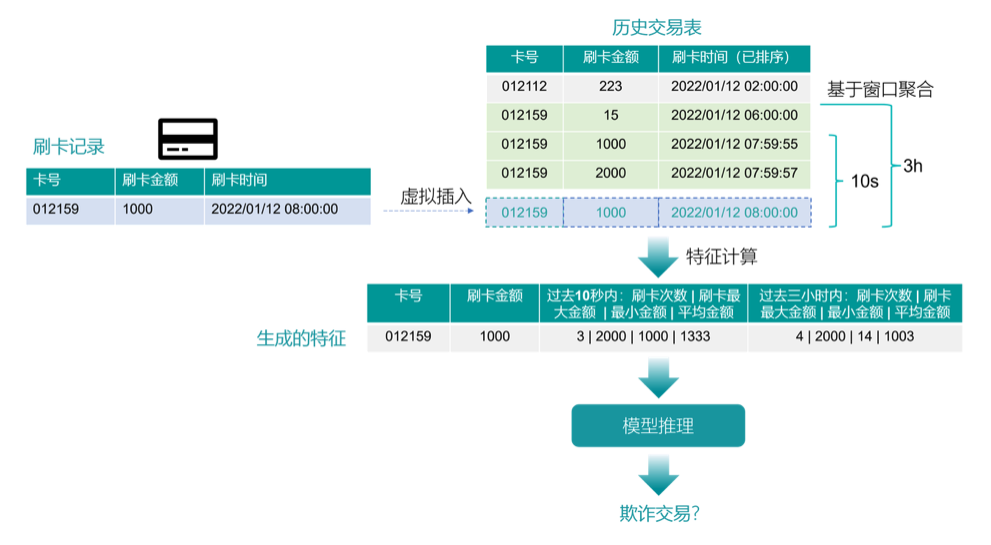 历史交易表
卡号 刷卡金额 刷卡时间（已排序）
012112 223 2022/01/12 02:00:00
012159 15 2022/01/12 06:00:00
012159 1000 2022/01/12 07:59:55
012159 2000 2022/01/12 07:59:57
012159 1000 2022/01/12 08:00:00
基于窗口聚合
10s
3h
刷卡记录
卡号 刷卡金额 刷卡时间
012159 1000 2022/01/12 08:00:00
虚拟插入
特征计算
生成的特征
卡号 刷卡金额
过去10秒内：刷卡次数 | 刷卡最
大金额 | 最小金额 | 平均金额
过去三小时内：刷卡次数 | 刷卡
最大金额 | 最小金额 | 平均金额
012159 1000 3 | 2000 | 1000 | 1333 4 | 2000 | 14 | 1003
模型推理
欺诈交易？